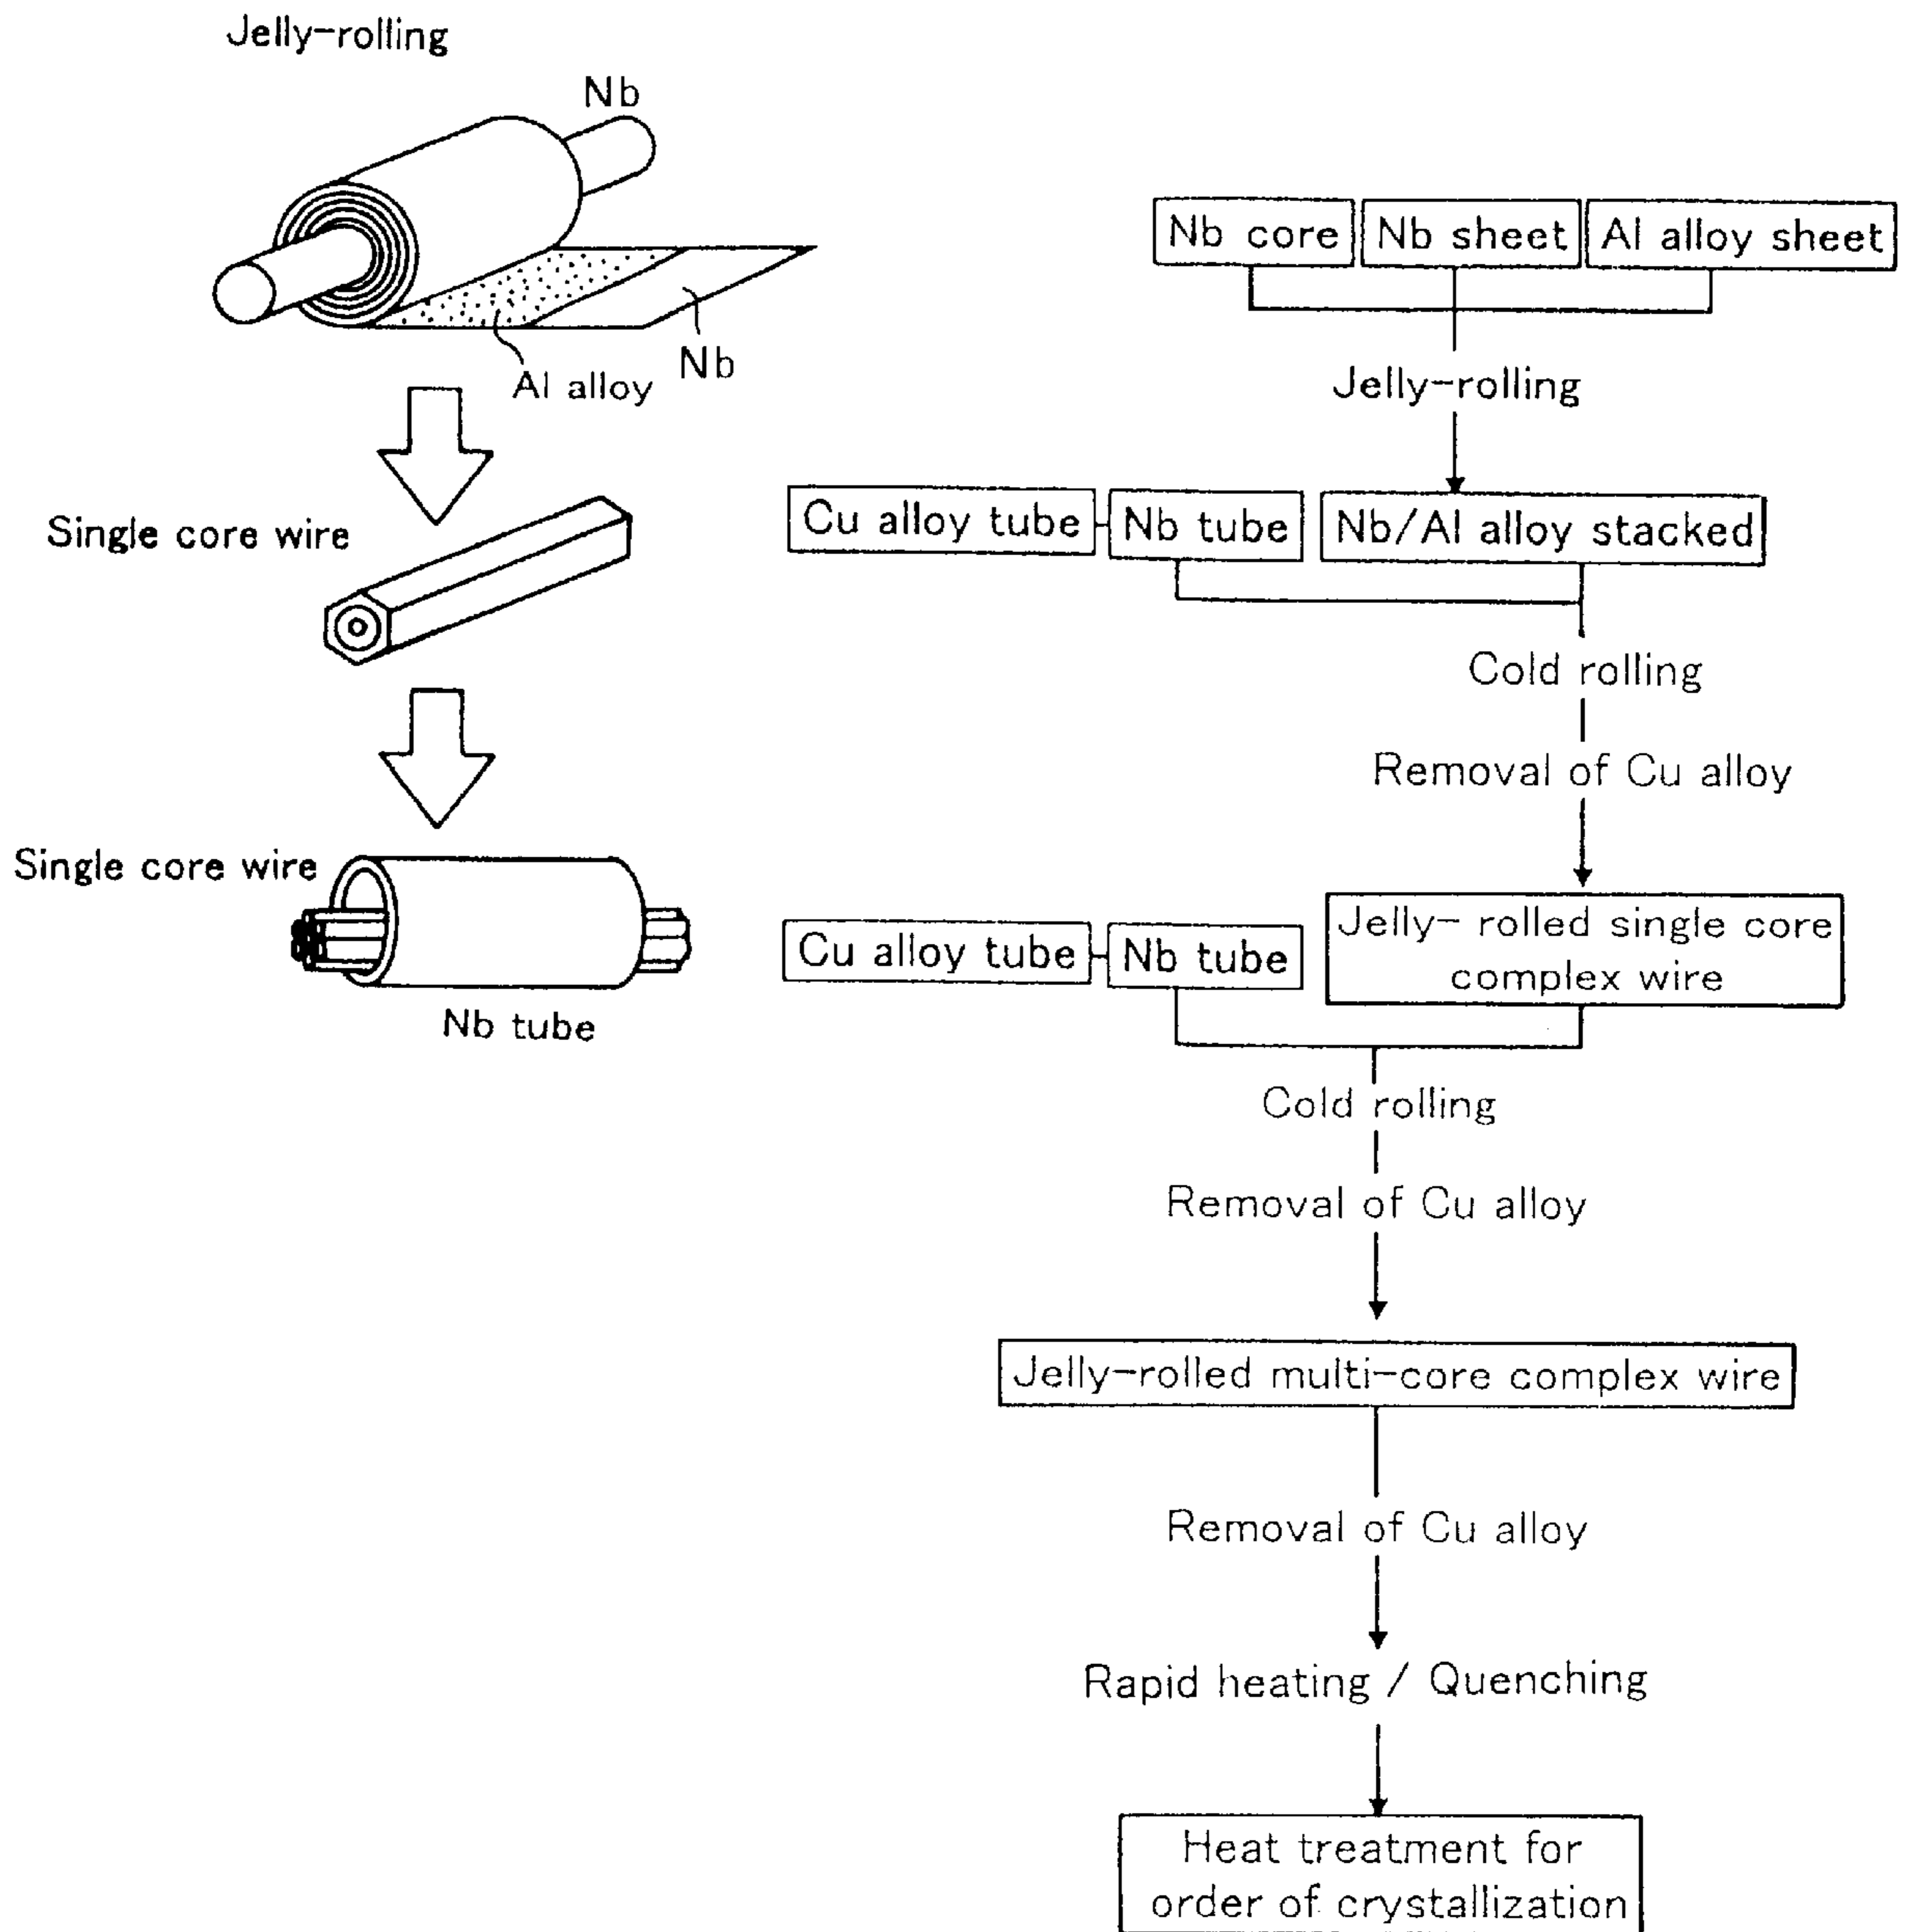 Jelly-rolling
Nb
Al alloy
Nb
Single core wire
Single core wire
Nb tube
Nb core
Nb sheet
Al alloy sheet
Jelly-rolling
Cu alloy tube
Nb tube
Nb/Al alloy stacked
Cold rolling
Removal of Cu alloy
Cu alloy tube
Nb tube
Jelly- rolled single core
complex wire
Cold rolling
Removal of Cu alloy
Jelly-rolled multi-core complex wire
Removal of Cu alloy
Rapid heating / Quenching
Heat treatment for
order of crystallization